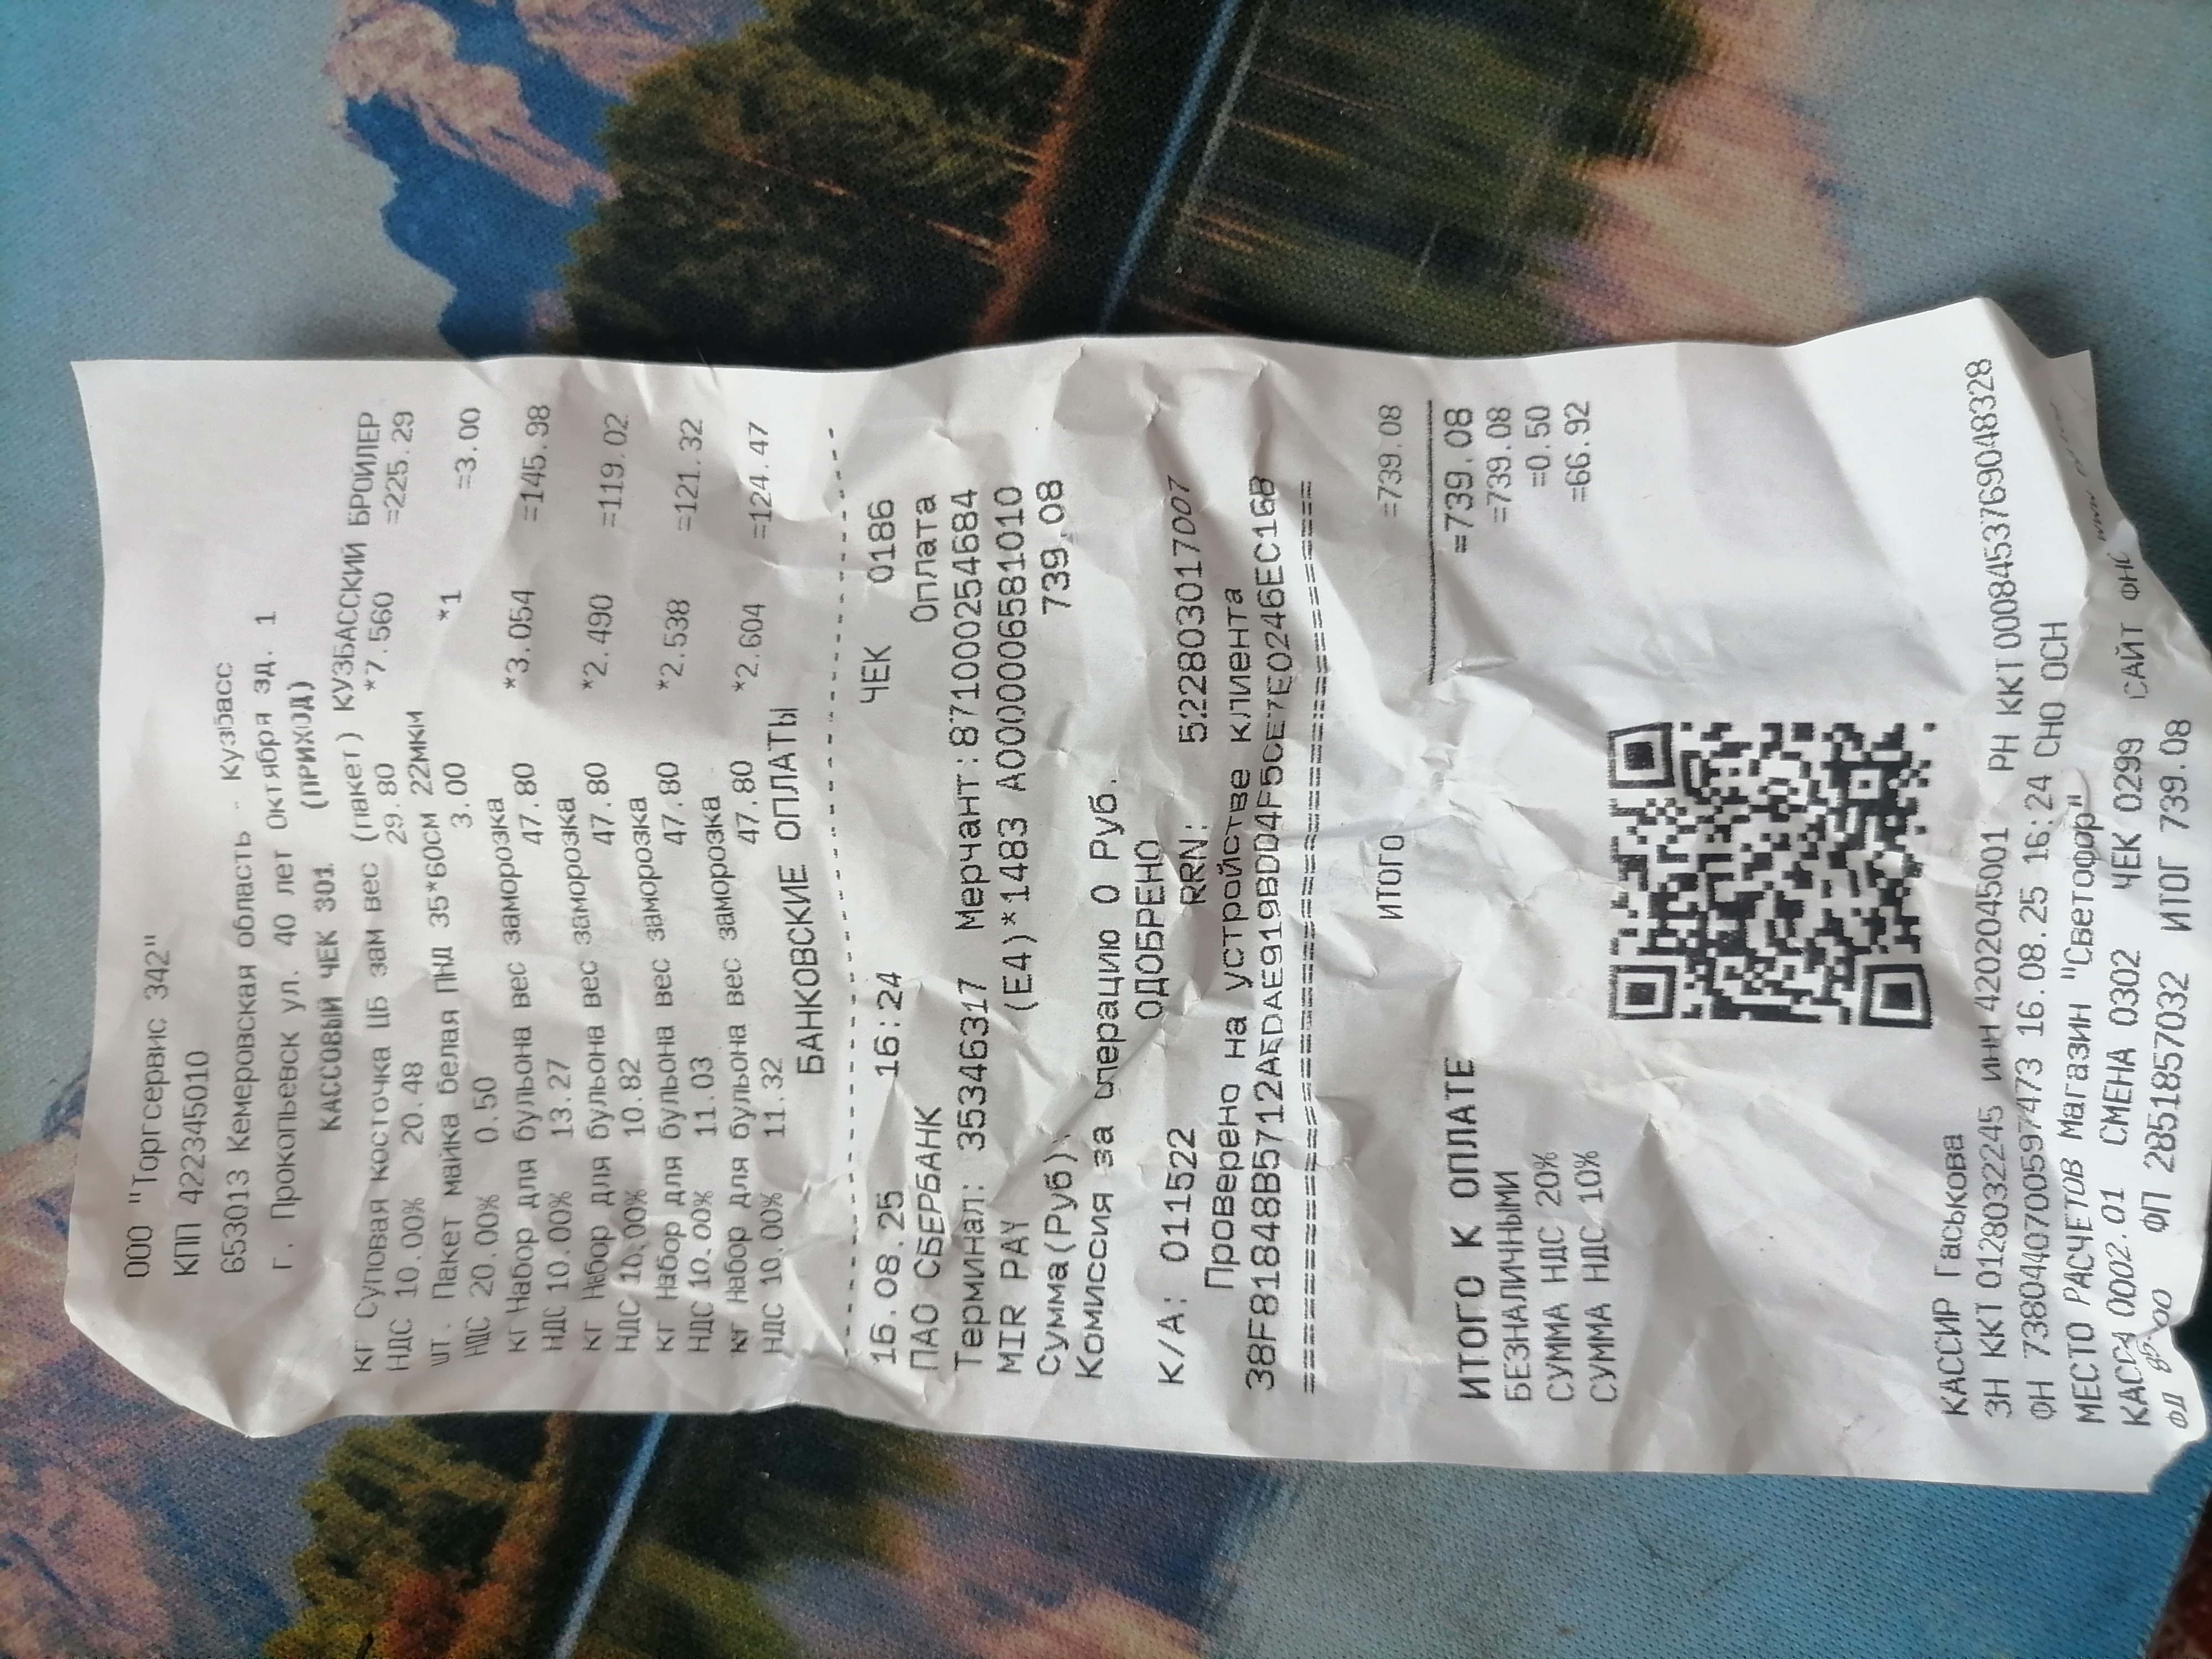 ООО "Торгсервис 342"
КПП 422345010
653013 Кемеровская область - Кузбасс
г. Прокопьевск ул. 40 лет Октября зд. 1
КАССОВЫЙ ЧЕК 301 (ПРИХОД)
кг Суповая косточка ЦБ зам вес (пакет) КУЗБАССКИЙ БРОЙЛЕР
29.80 *7.560 =225.29
НДС 10.00% 20.48
шт. Пакет майка белая ПНД 35*60см 22мкм
3.00 *1 =3.00
НДС 20.00% 0.50
кг Набор для бульона вес заморозка
47.80 *3.054 =145.98
НДС 10.00% 13.27
кг Набор для бульона вес заморозка
47.80 *2.490 =119.02
НДС 10.00% 10.82
кг Набор для бульона вес заморозка
47.80 *2.538 =121.32
НДС 10.00% 11.03
кг Набор для бульона вес заморозка
47.80 *2.604 =124.47
НДС 10.00% 11.32
БАНКОВСКИЕ ОПЛАТЫ
16.08.25 16:24 ЧЕК 0186
ПАО СБЕРБАНК Оплата
Терминал: 35346317 Мерчант:871000254684
MIR PAY (E4)*1483 A0000006581010
Сумма(Руб): 739.08
Комиссия за операцию 0 Руб.
ОДОБРЕНО
К/А: 011522 RRN: 522803017007
Проверено на устройстве клиента
38F81848B5712AFDAE919BD04F5CE7E0246EC16B
ИТОГО =739.08
ИТОГО К ОПЛАТЕ =739.08
БЕЗНАЛИЧНЫМИ =739.08
СУММА НДС 20% =0.50
СУММА НДС 10% =66.92
КАССИР Гаськова
ЗН ККТ 0128032245 ИНН 4202045001 РН ККТ 0008453769048328
ФН 7380440700597473 16.08.25 16:24 СНО ОСН
МЕСТО РАСЧЕТОВ Магазин "Светофор"
КАССА 0002.01 СМЕНА 0302 ЧЕК 0299 САЙТ ФНС
ФД ФП 2851857032 ИТОГ 739.08